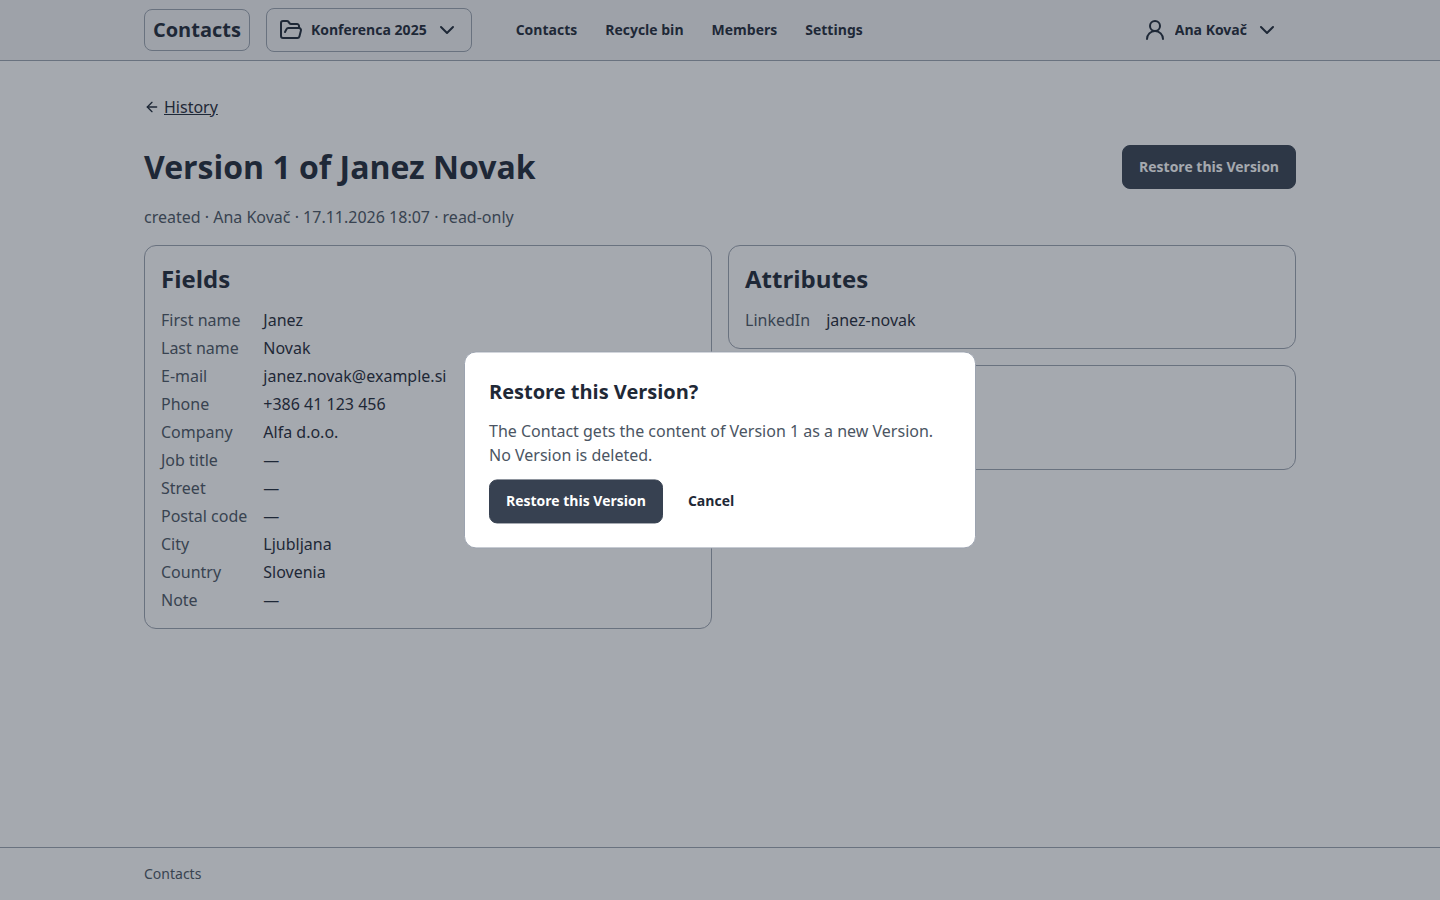 Contacts
Konferenca 2025
Contacts
Recycle bin
Members
Settings
Ana Kovač
History
Version 1 of Janez Novak
Restore this Version
created · Ana Kovač · 17.11.2026 18:07 · read-only
Fields
First name Janez
Last name Novak
E-mail janez.novak@example.si
Phone +386 41 123 456
Company Alfa d.o.o.
Job title —
Street —
Postal code —
City Ljubljana
Country Slovenia
Note —
Attributes
LinkedIn janez-novak
Restore this Version?
The Contact gets the content of Version 1 as a new Version.
No Version is deleted.
Restore this Version
Cancel
Contacts